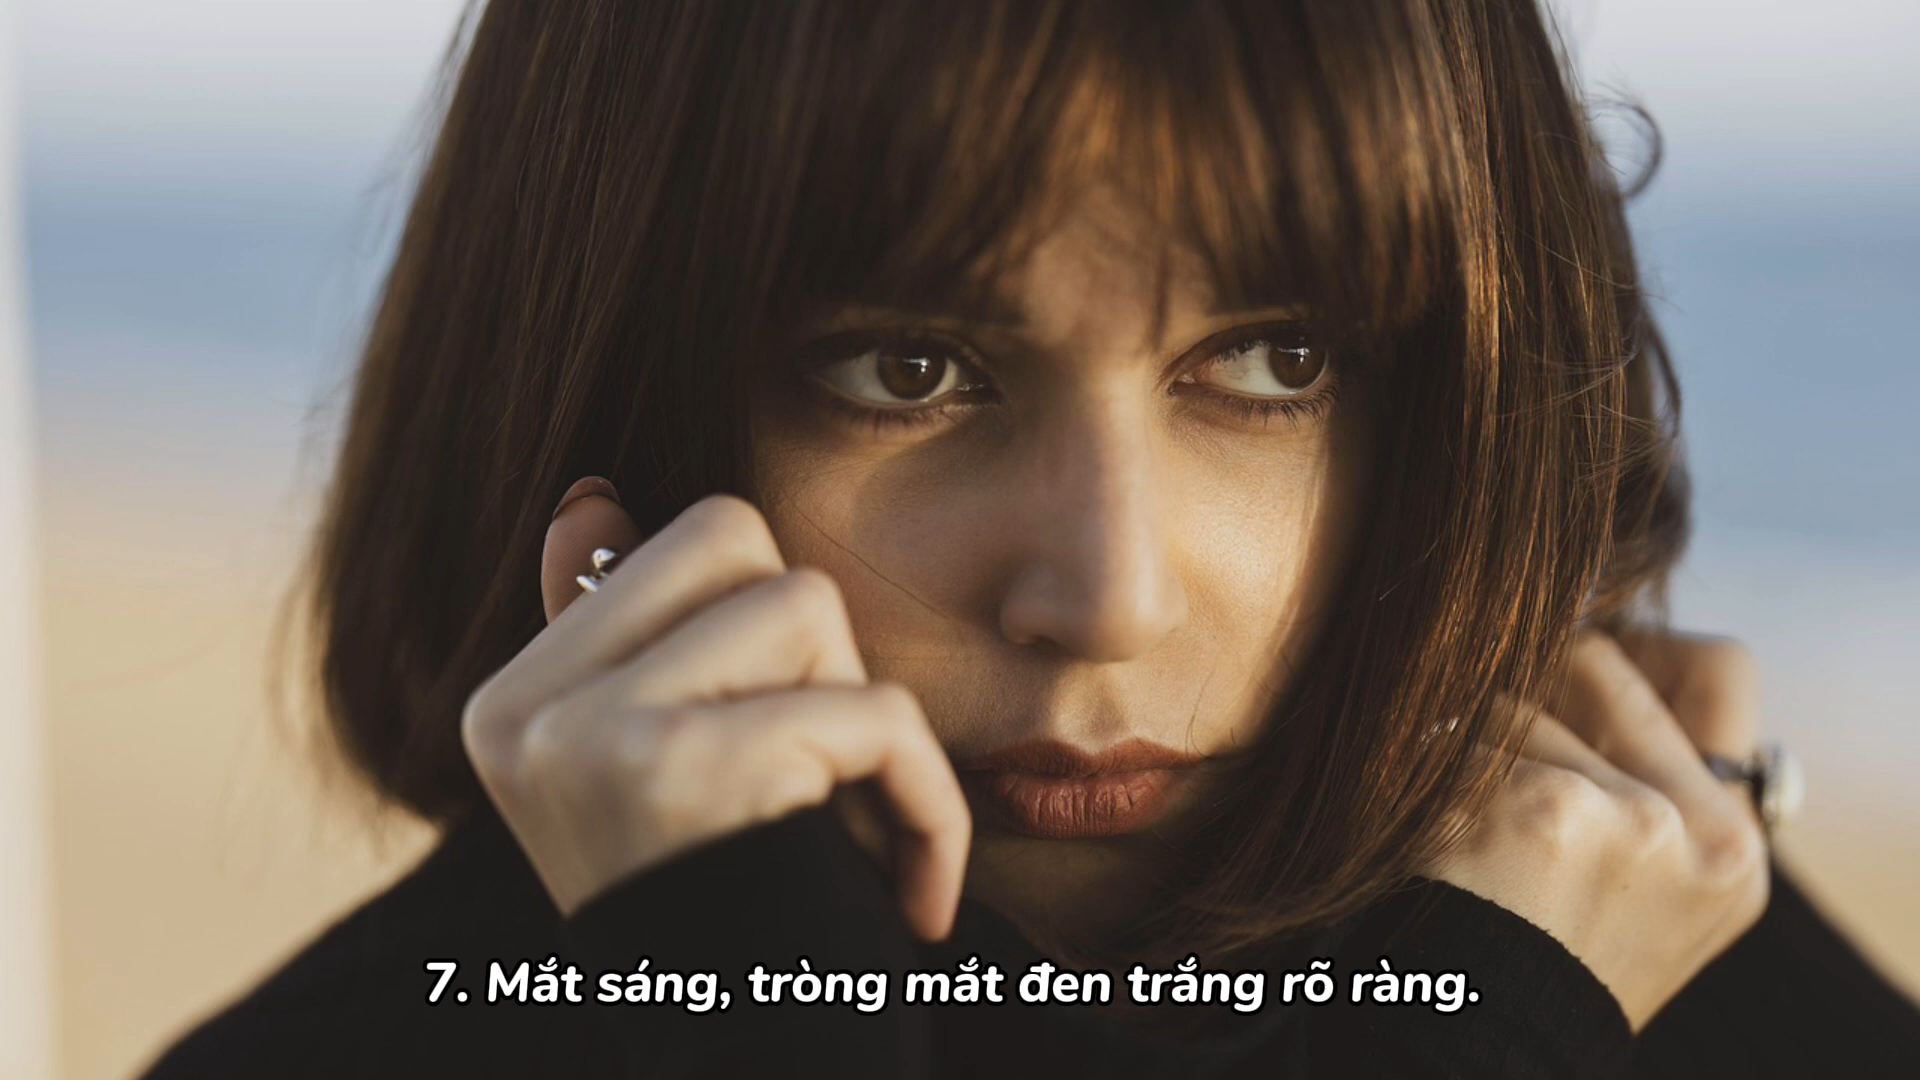 7. Mắt sáng, tròng mắt đen trắng rõ ràng.